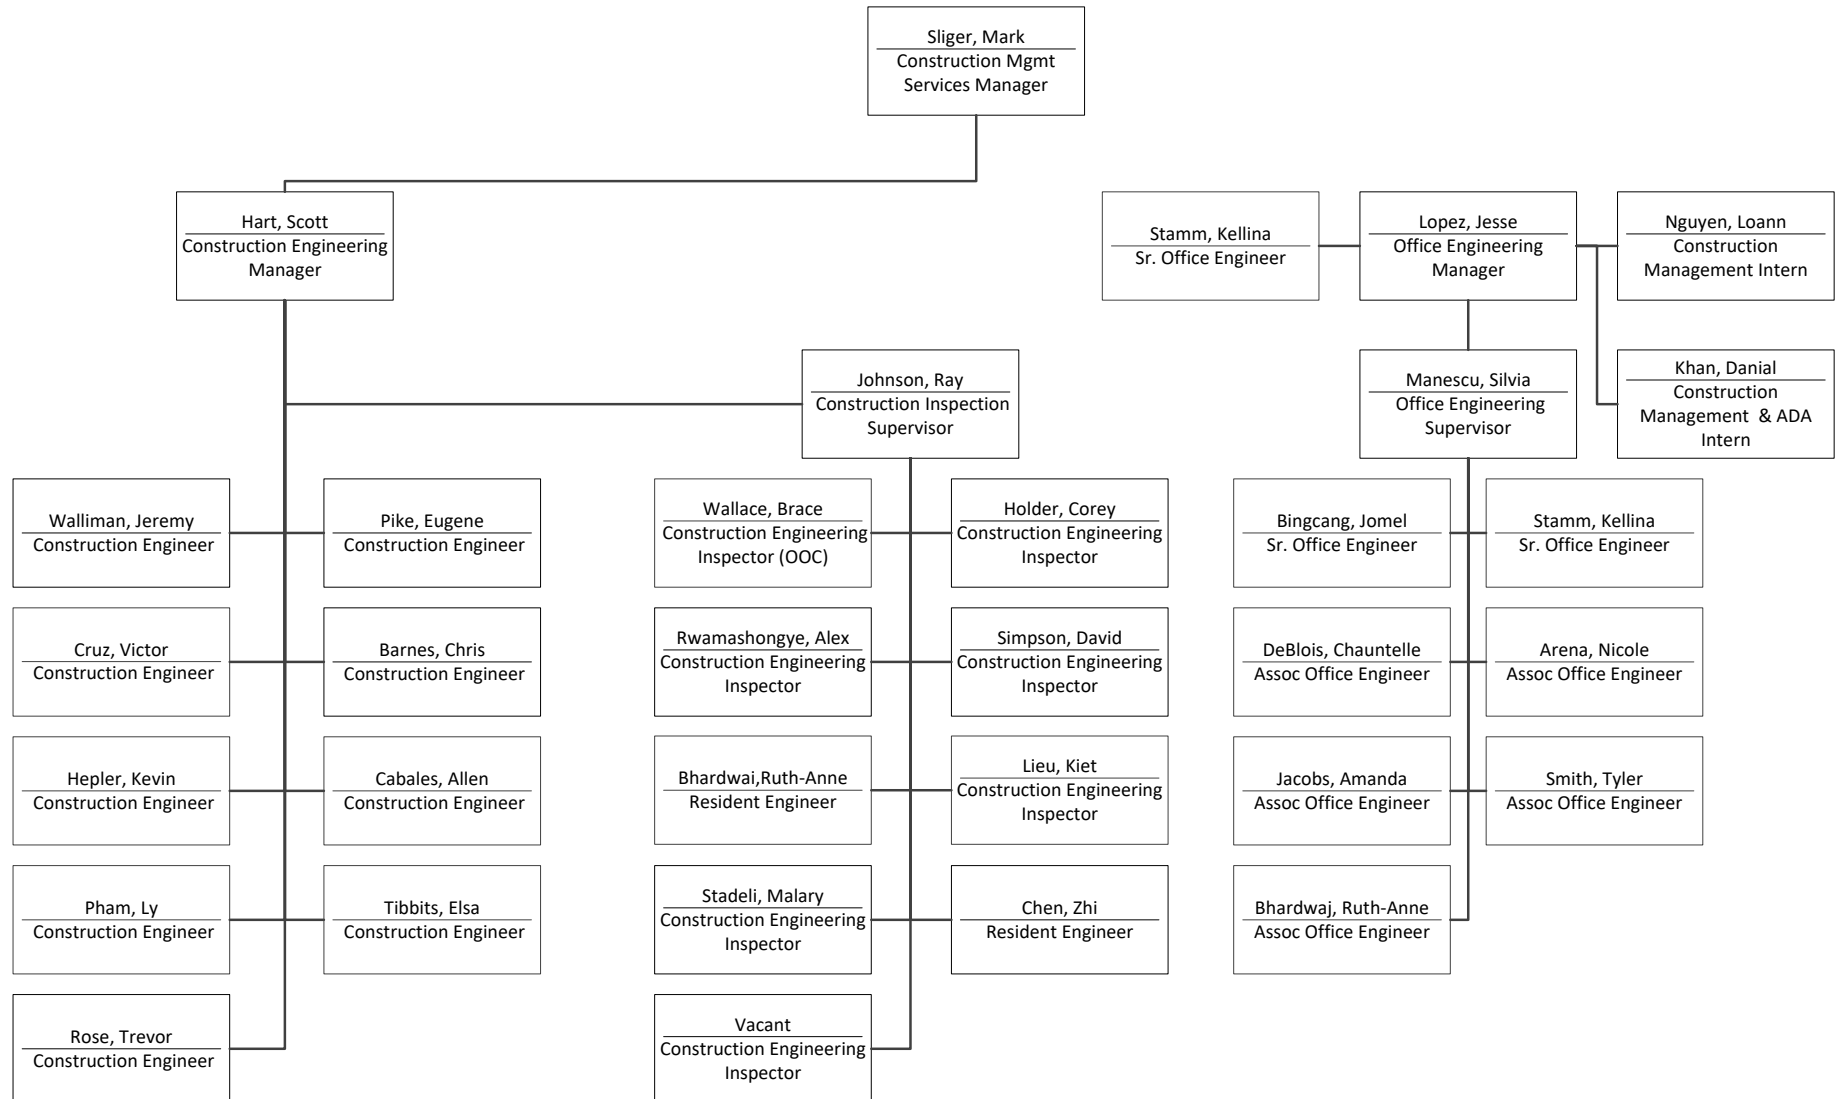 Sliger, Mark
Construction Mgmt
Services Manager
Hart, Scott
Construction Engineering
Manager
Stamm, Kellina
Sr. Office Engineer
Lopez, Jesse
Office Engineering
Manager
Nguyen, Loann
Construction
Management Intern
Johnson, Ray
Construction Inspection
Supervisor
Manescu, Silvia
Office Engineering
Supervisor
Khan, Danial
Construction
Management & ADA
Intern
Walliman, Jeremy
Construction Engineer
Pike, Eugene
Construction Engineer
Wallace, Brace
Construction Engineering
Inspector (OOC)
Holder, Corey
Construction Engineering
Inspector
Bingcang, Jomel
Sr. Office Engineer
Stamm, Kellina
Sr. Office Engineer
Cruz, Victor
Construction Engineer
Barnes, Chris
Construction Engineer
Rwamashongye, Alex
Construction Engineering
Inspector
Simpson, David
Construction Engineering
Inspector
DeBlois, Chauntelle
Assoc Office Engineer
Arena, Nicole
Assoc Office Engineer
Hepler, Kevin
Construction Engineer
Cabales, Allen
Construction Engineer
Bhardwai,Ruth-Anne
Resident Engineer
Lieu, Kiet
Construction Engineering
Inspector
Jacobs, Amanda
Assoc Office Engineer
Smith, Tyler
Assoc Office Engineer
Pham, Ly
Construction Engineer
Tibbits, Elsa
Construction Engineer
Stadeli, Malary
Construction Engineering
Inspector
Chen, Zhi
Resident Engineer
Bhardwaj, Ruth-Anne
Assoc Office Engineer
Rose, Trevor
Construction Engineer
Vacant
Construction Engineering
Inspector